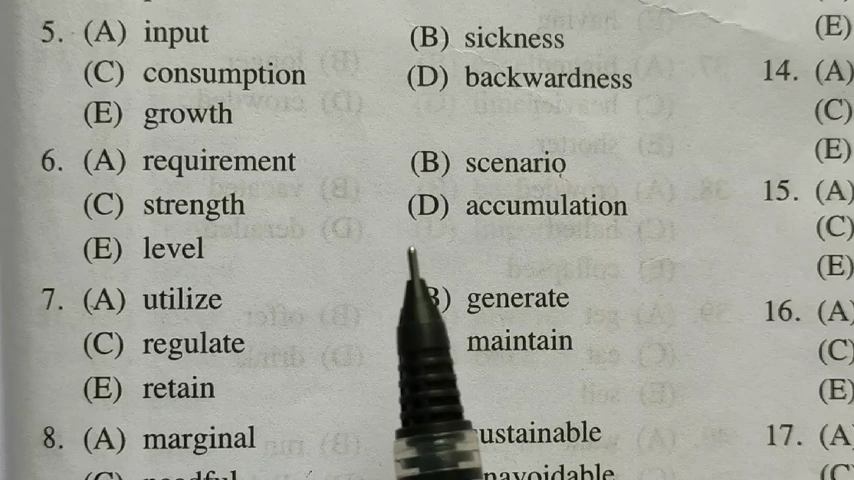 5. (A) input (B) sickness (E)
(C) consumption (D) backwardness 14. (A)
(E) growth (C)
6. (A) requirement (B) scenario (E)
(C) strength (D) accumulation 15. (A)
(E) level (C)
(E)
7. (A) utilize B) generate 16. (A)
(C) regulate maintain (C)
(E) retain (E)
8. (A) marginal ustainable 17. (A